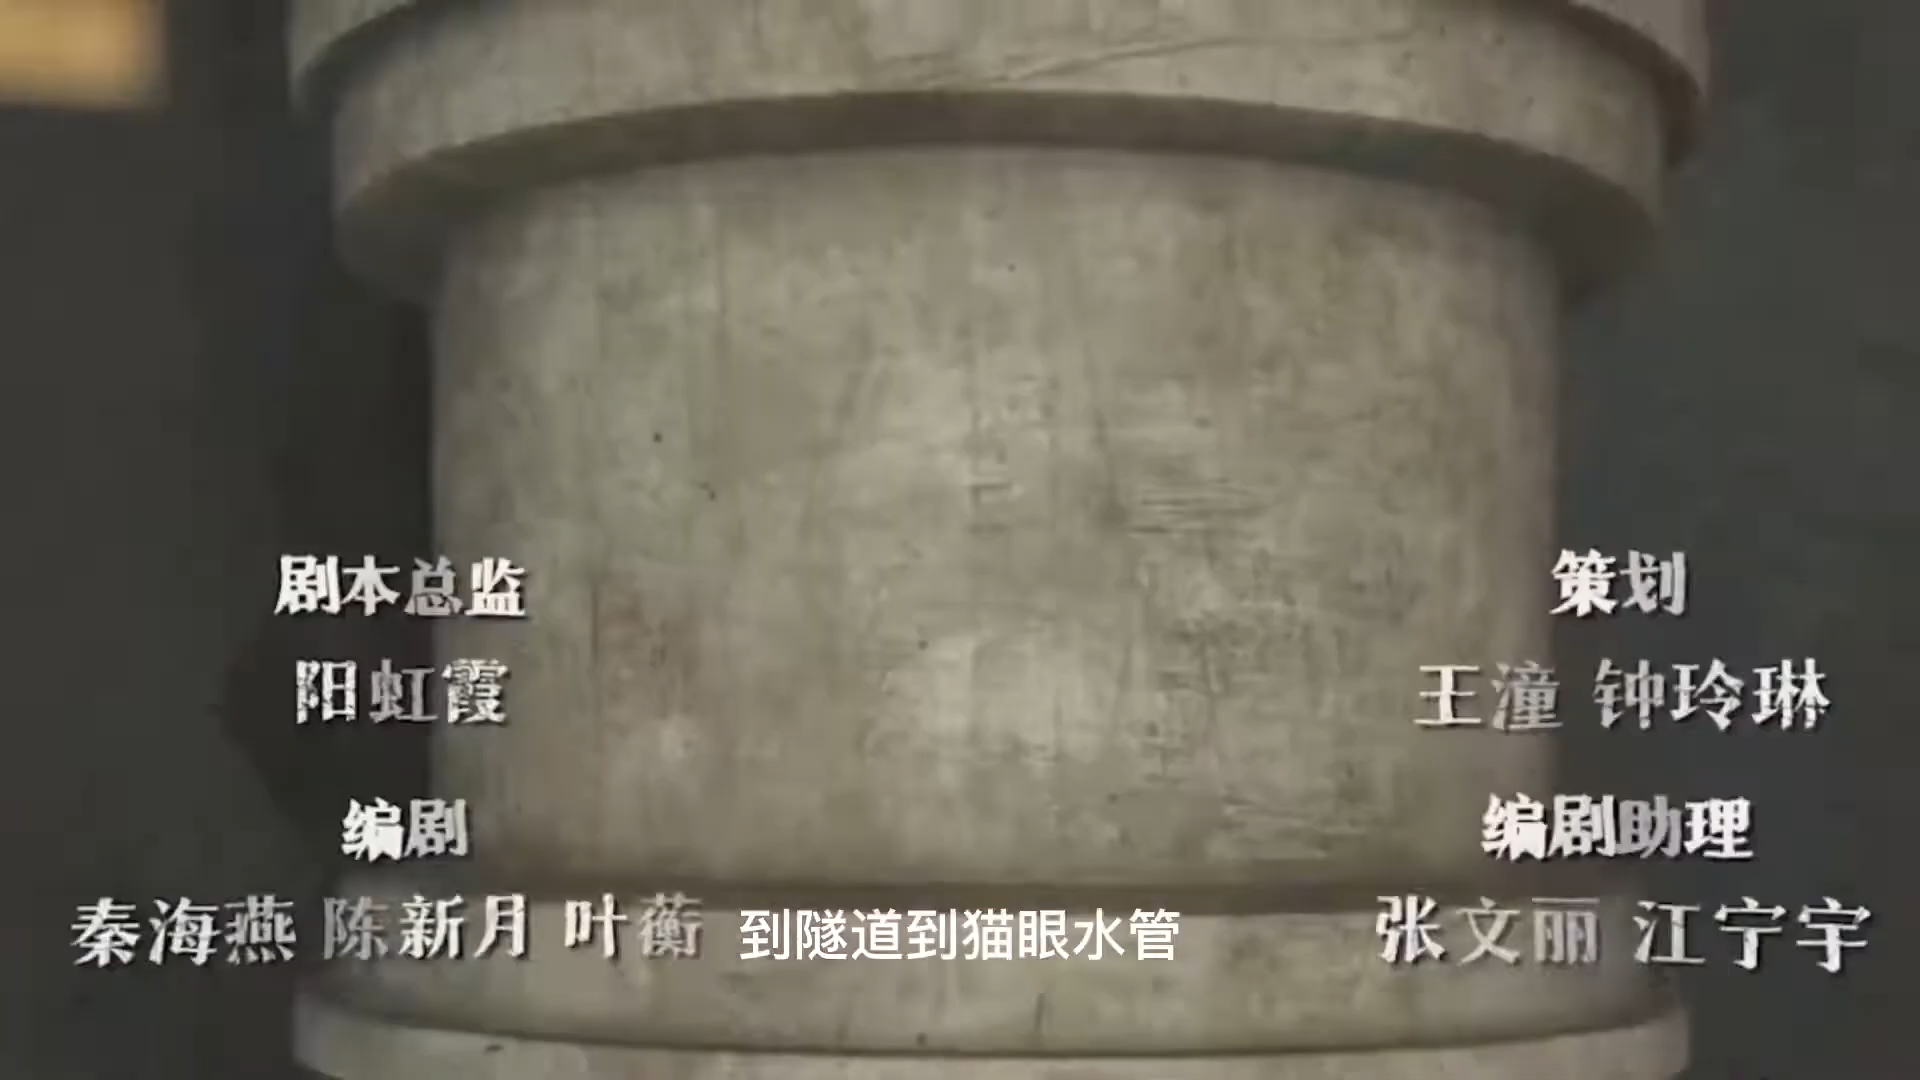 剧本总监
阳虹霞
编剧
秦海燕 陈新月 叶蘅
策划
王潼 钟玲琳
编剧助理
张文丽 江宁宇
到隧道到猫眼水管